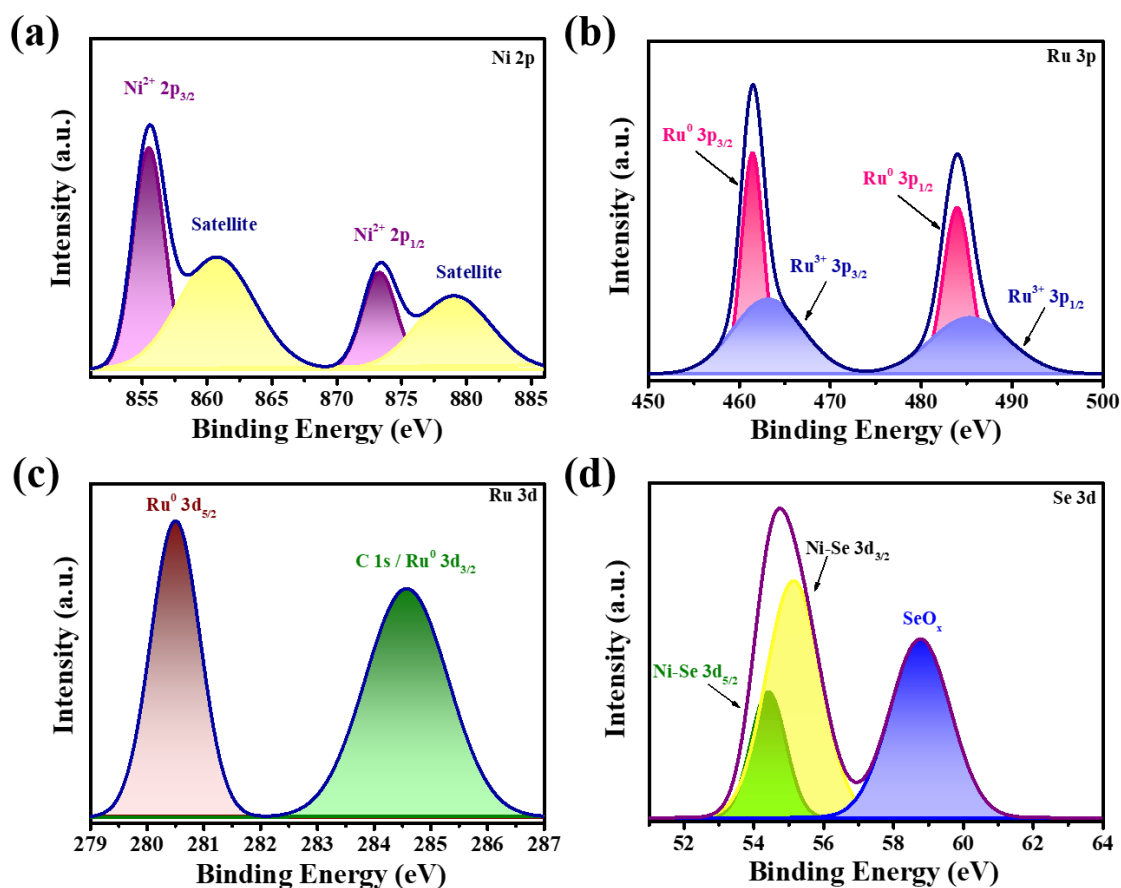 (a)
Ni 2p
Ni²⁺ 2p₃/₂
Satellite
Ni²⁺ 2p₁/₂
Satellite
Intensity (a.u.)
855 860 865 870 875 880 885
Binding Energy (eV)
(b)
Ru 3p
Ru⁰ 3p₃/₂
Ru⁰ 3p₁/₂
Ru³⁺ 3p₃/₂
Ru³⁺ 3p₁/₂
Intensity (a.u.)
450 460 470 480 490 500
Binding Energy (eV)
(c)
Ru 3d
Ru⁰ 3d₅/₂
C 1s / Ru⁰ 3d₃/₂
Intensity (a.u.)
279 280 281 282 283 284 285 286 287
Binding Energy (eV)
(d)
Se 3d
Ni-Se 3d₃/₂
SeOₓ
Ni-Se 3d₅/₂
Intensity (a.u.)
52 54 56 58 60 62 64
Binding Energy (eV)